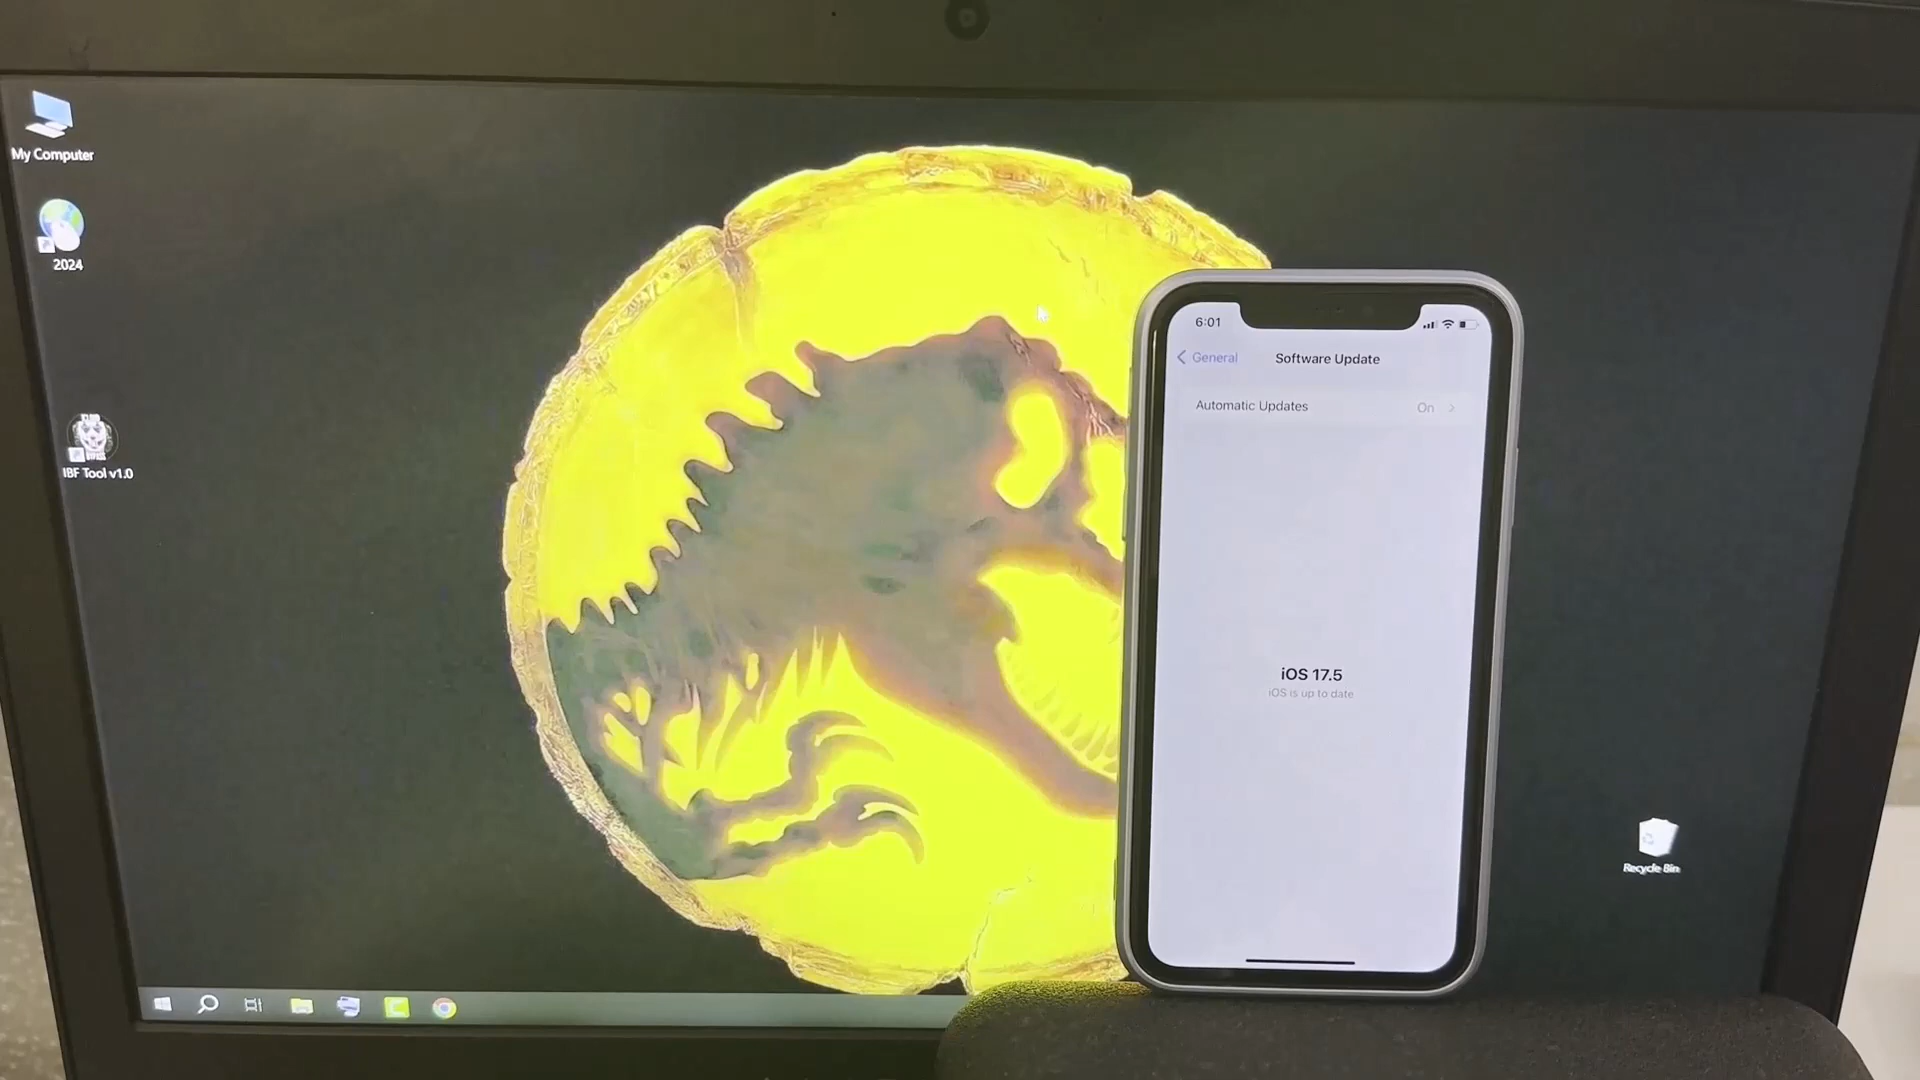 My Computer
2024
IBF Tool v1.0
6:01
General
Software Update
Automatic Updates
On
iOS 17.5
iOS is up to date
Recycle Bin